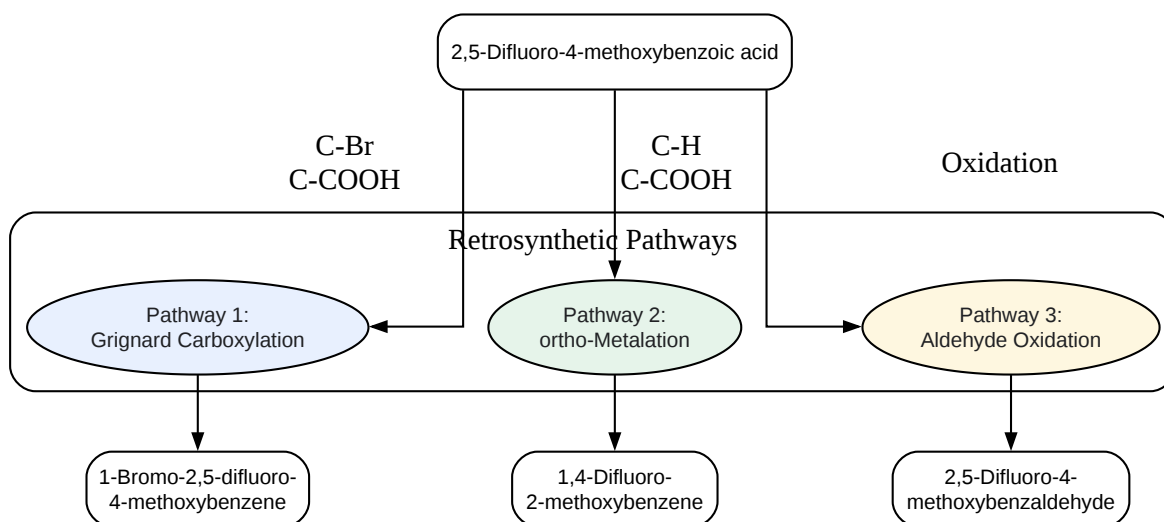 2,5-Difluoro-4-methoxybenzoic acid
C-Br
C-COOH
C-H
C-COOH
Oxidation
Retrosynthetic Pathways
Pathway 1:
Grignard Carboxylation
Pathway 2:
ortho-Metalation
Pathway 3:
Aldehyde Oxidation
1-Bromo-2,5-difluoro-
4-methoxybenzene
1,4-Difluoro-
2-methoxybenzene
2,5-Difluoro-4-
methoxybenzaldehyde